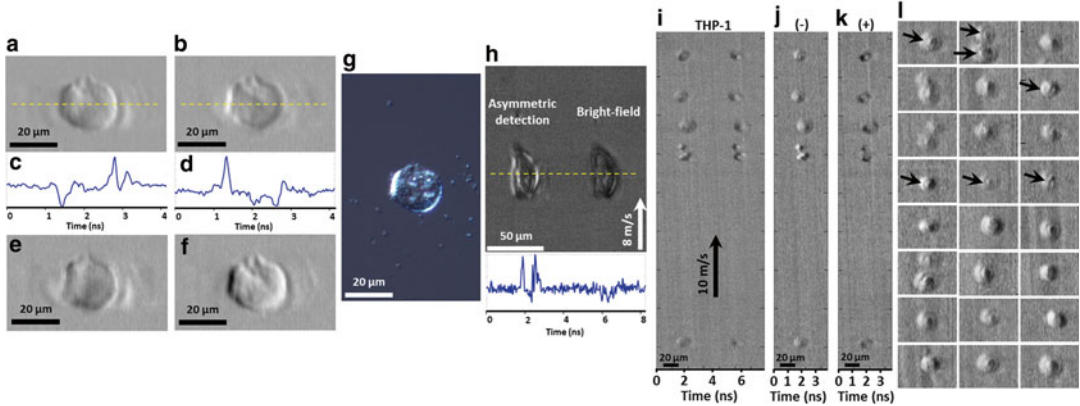 a
20 μm
b
20 μm
c
d
0 1 2 3 4
Time (ns)
0 1 2 3 4
Time (ns)
e
20 μm
f
20 μm
g
20 μm
h
Asymmetric
detection
Bright-field
50 μm
8 m/s
0 2 4 6 8
Time (ns)
i
THP-1
10 m/s
20 μm
0 2 4 6
Time (ns)
j
(-)
20 μm
0 1 2 3
Time (ns)
k
(+)
20 μm
0 1 2 3
Time (ns)
l